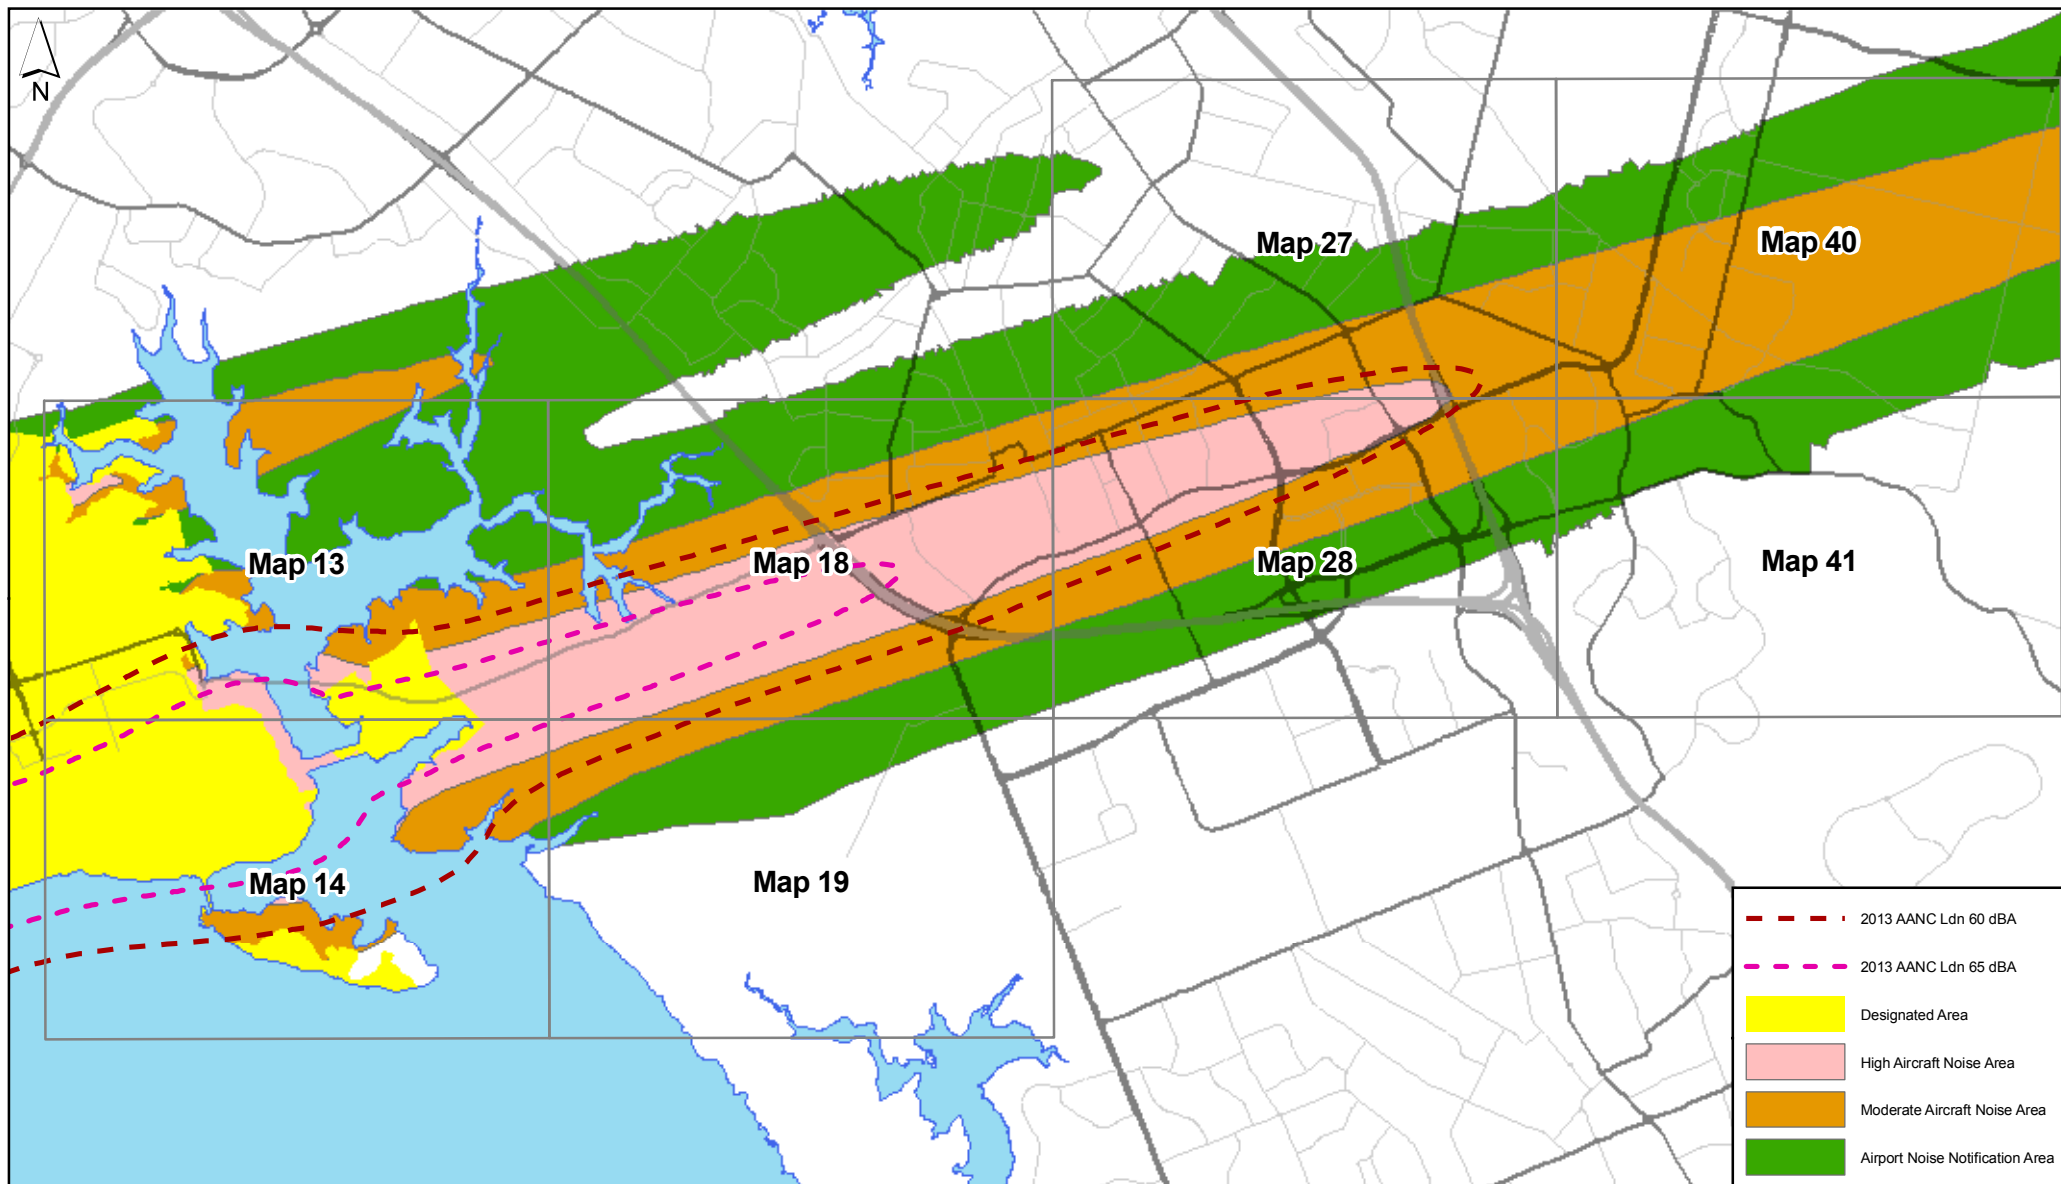 N
Map 27
Map 40
Map 13
Map 18
Map 28
Map 41
Map 14
Map 19
2013 AANC Ldn 60 dBA
2013 AANC Ldn 65 dBA
Designated Area
High Aircraft Noise Area
Moderate Aircraft Noise Area
Airport Noise Notification Area